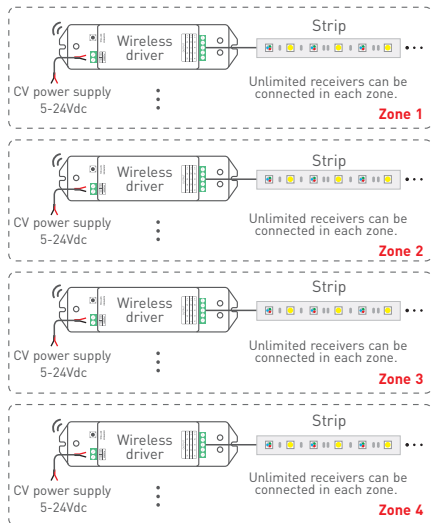 Strip
Wireless
driver
CV power supply
5-24Vdc
Unlimited receivers can be
connected in each zone.
Zone 1
Strip
Wireless
driver
CV power supply
5-24Vdc
Unlimited receivers can be
connected in each zone.
Zone 2
Strip
Wireless
driver
CV power supply
5-24Vdc
Unlimited receivers can be
connected in each zone.
Zone 3
Strip
Wireless
driver
CV power supply
5-24Vdc
Unlimited receivers can be
connected in each zone.
Zone 4